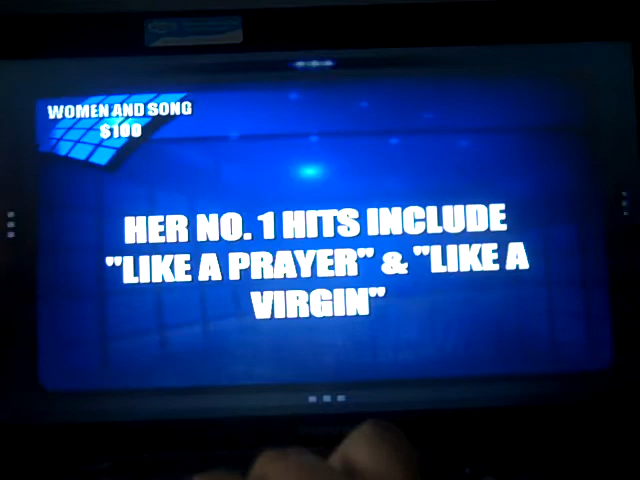 WOMEN AND SONG
$100
HER NO. 1 HITS INCLUDE
"LIKE A PRAYER" & "LIKE A
VIRGIN"